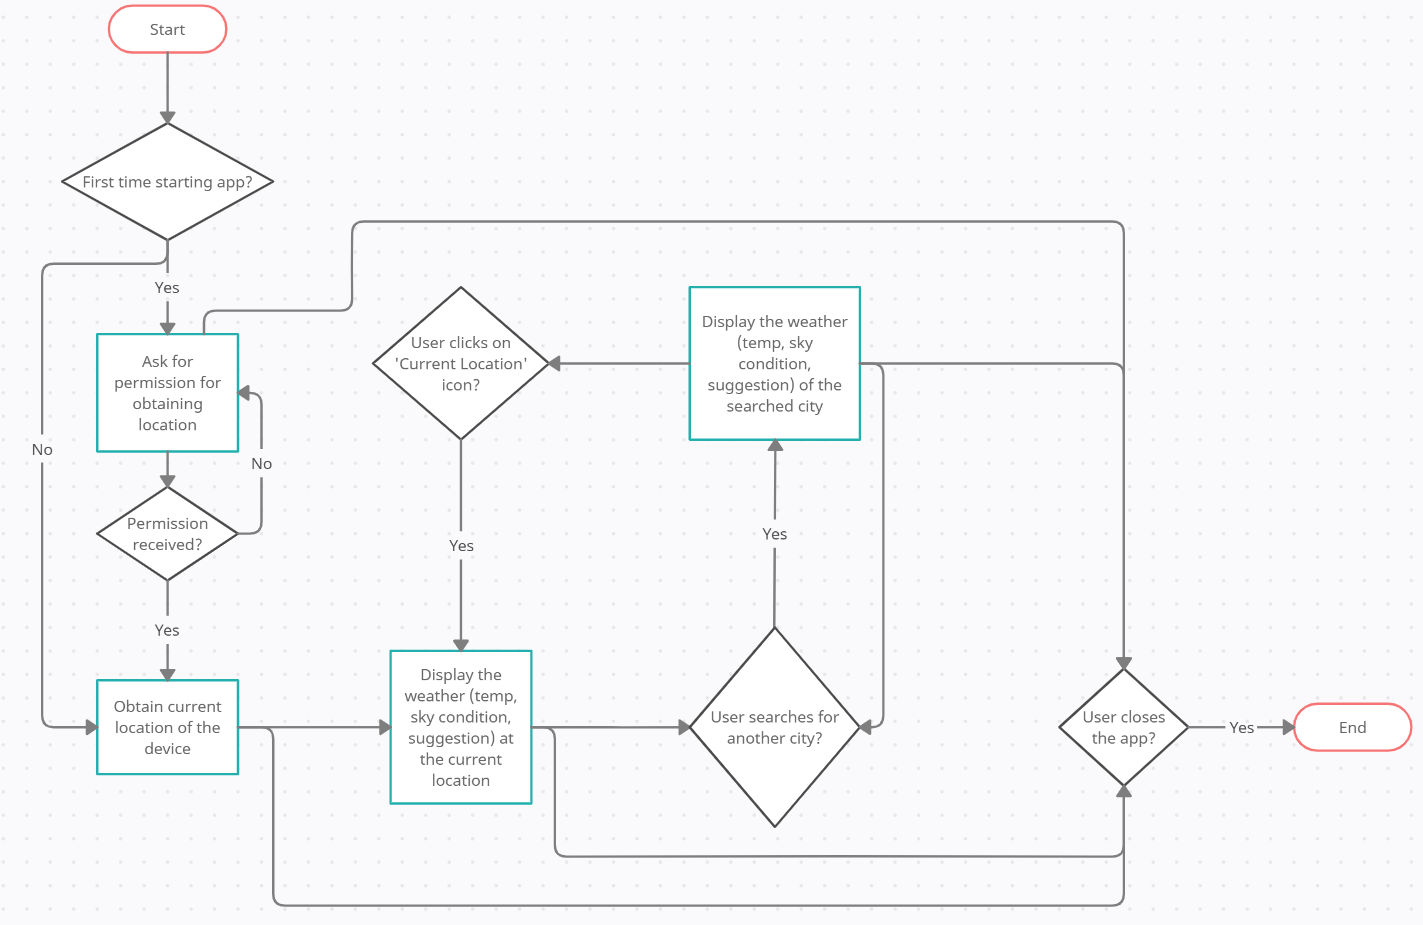 Start
First time starting app?
Yes
No
Ask for
permission for
obtaining
location
No
Permission
received?
Yes
Obtain current
location of the
device
User clicks on
'Current Location'
icon?
Yes
Display the
weather (temp,
sky condition,
suggestion) at
the current
location
Display the weather
(temp, sky
condition,
suggestion) of the
searched city
Yes
User searches for
another city?
User closes
the app?
Yes
End